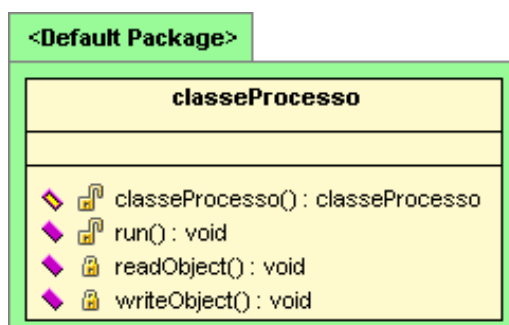 <Default Package>
classeProcesso
classeProcesso() : classeProcesso
run() : void
readObject() : void
writeObject() : void